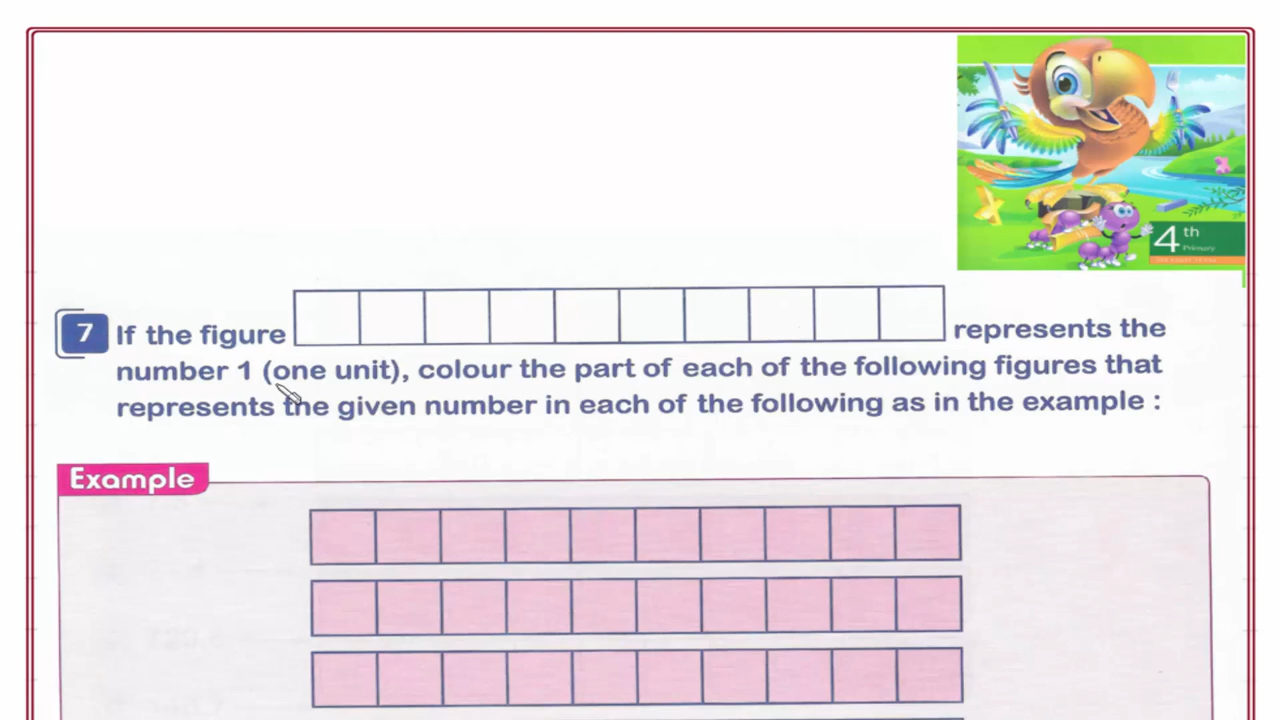 4th
Primary
7 If the figure represents the
number 1 (one unit), colour the part of each of the following figures that
represents the given number in each of the following as in the example :
Example